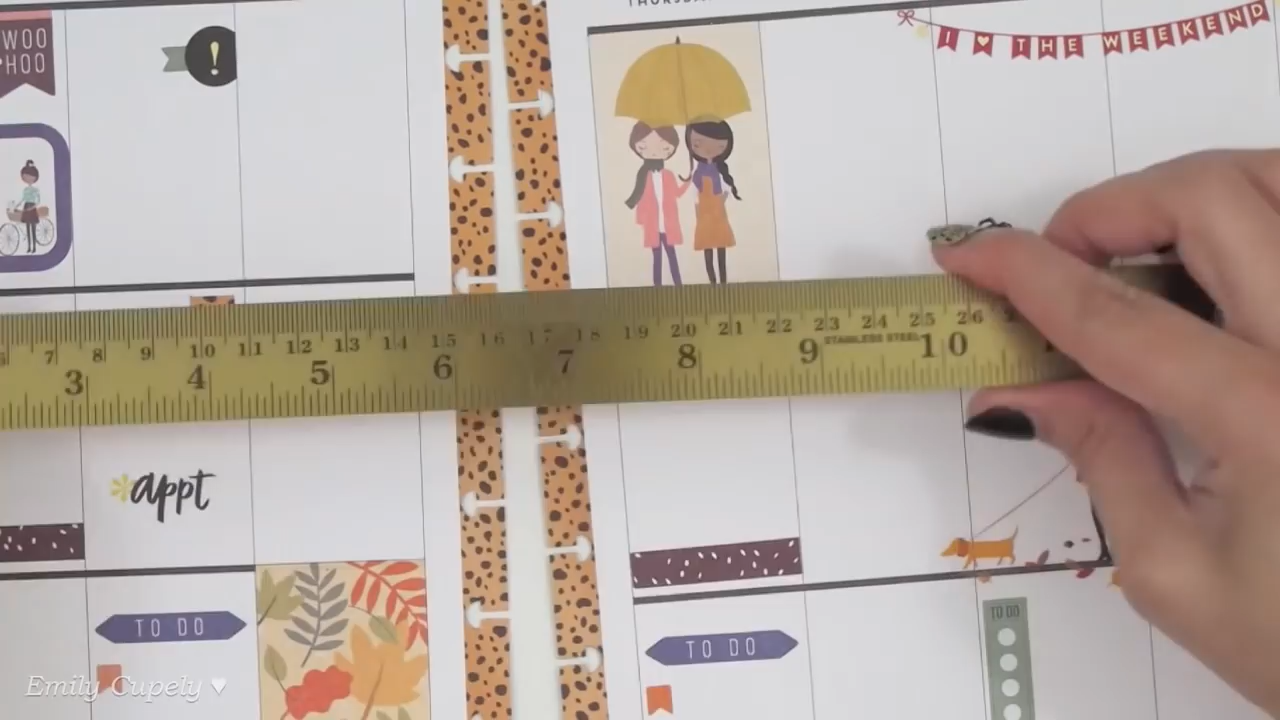 WOO
HOO
!
I ♥ THE WEEKEND
7 8 9 10 11 12 13 14 15 16 17 18 19 20 21 22 23 24 25 26
STAINLESS STEEL
3 4 5 6 7 8 9 10
*appt
TO DO
TO DO
TO DO
Emily Cupely ♥